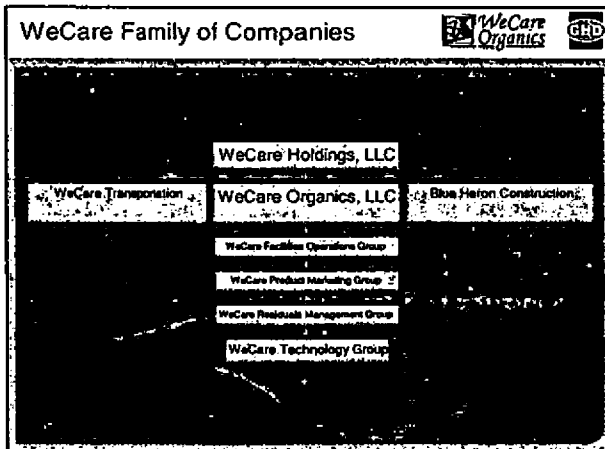 WeCare Family of Companies
WeCare
Organics
GHD
WeCare Holdings, LLC
WeCare Transportation
WeCare Organics, LLC
Blue Heron Construction
WeCare Facilities Operations Group
WeCare Product Marketing Group
WeCare Residuals Management Group
WeCare Technology Group